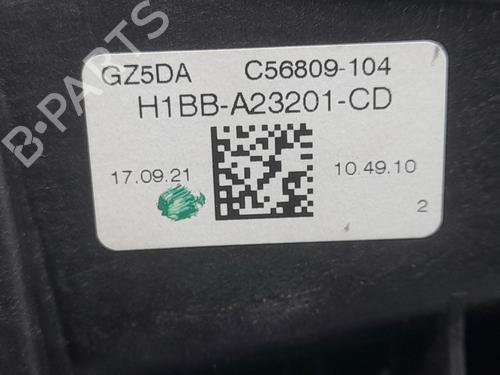 B-PARTS
GZ5DA C56809-104
H1BB-A23201-CD
17.09.21 10.49.10
2